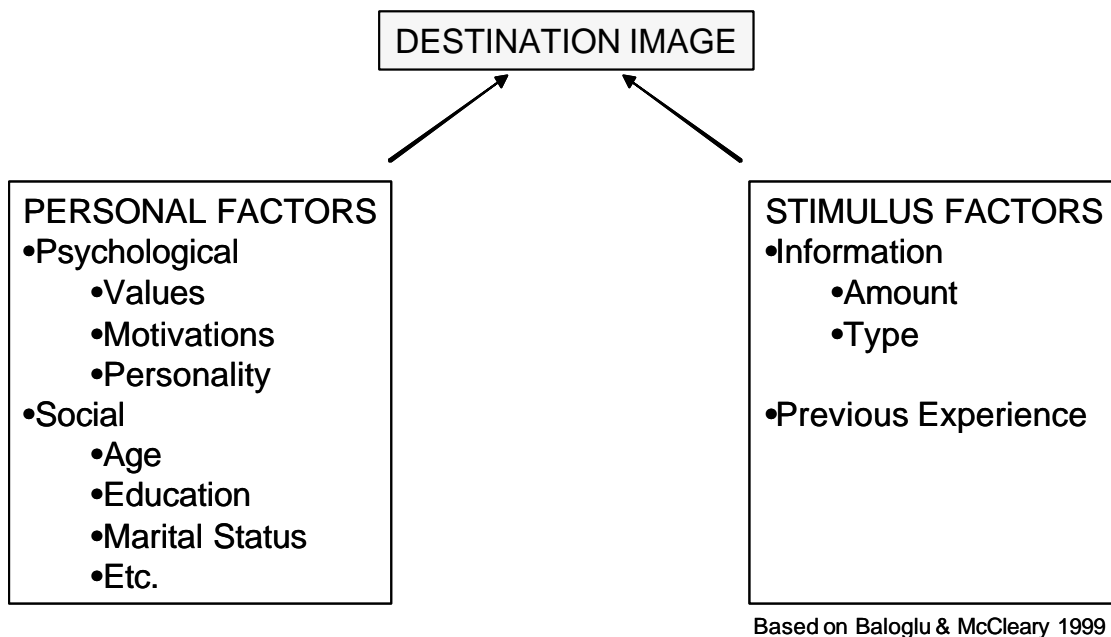 DESTINATION IMAGE
PERSONAL FACTORS
•Psychological
•Values
•Motivations
•Personality
•Social
•Age
•Education
•Marital Status
•Etc.
STIMULUS FACTORS
•Information
•Amount
•Type
•Previous Experience
Based on Baloglu & McCleary 1999